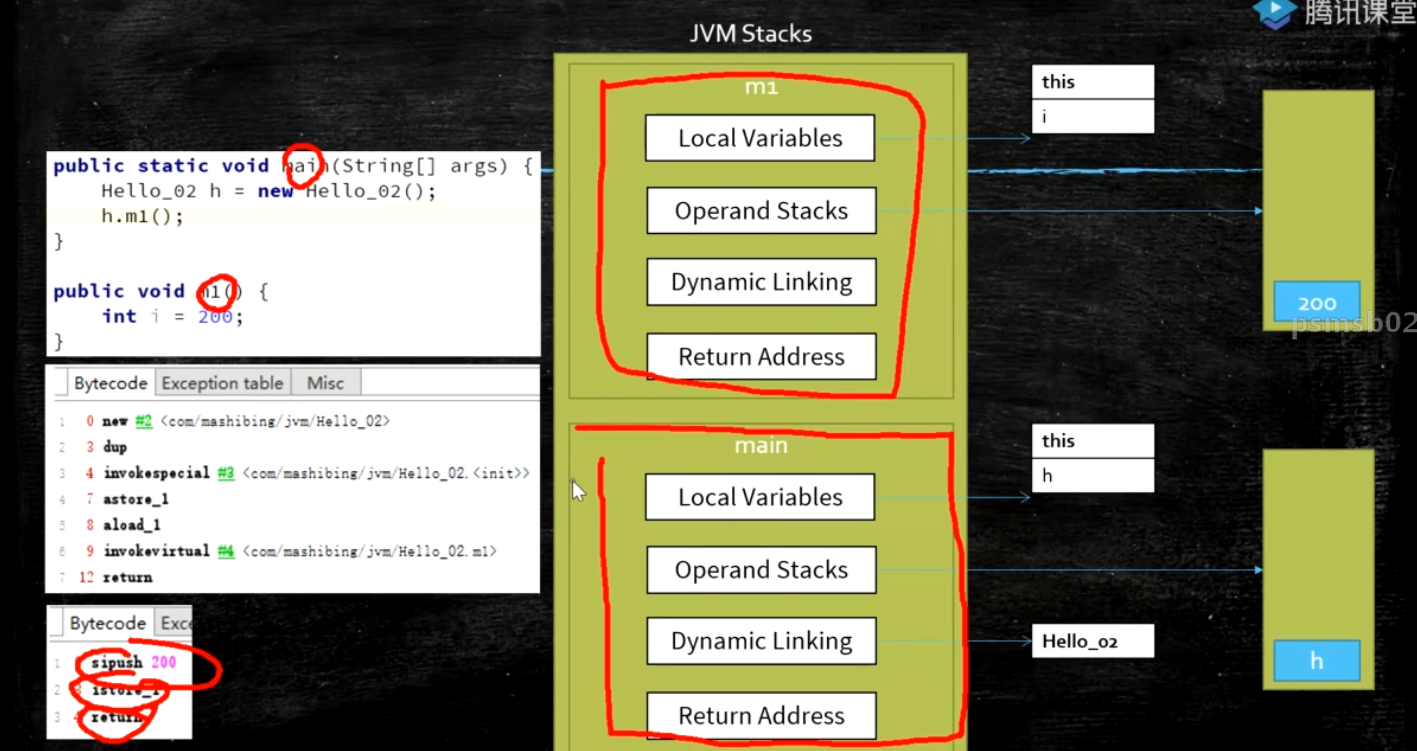 腾讯课堂
JVM Stacks
m1
Local Variables
Operand Stacks
Dynamic Linking
Return Address
this
i
200
psmsb02
public static void main(String[] args) {
Hello_02 h = new Hello_02();
h.m1();
}
public void m1() {
int i = 200;
}
Bytecode Exception table Misc
1 0 new #2 <com/mashibing/jvm/Hello_02>
2 3 dup
3 4 invokespecial #3 <com/mashibing/jvm/Hello_02.<init>>
4 7 astore_1
5 8 aload_1
6 9 invokevirtual #4 <com/mashibing/jvm/Hello_02.m1>
7 12 return
Bytecode Exce
1 sipush 200
2 3 istore_1
3 4 return
main
Local Variables
Operand Stacks
Dynamic Linking
Return Address
this
h
Hello_02
h